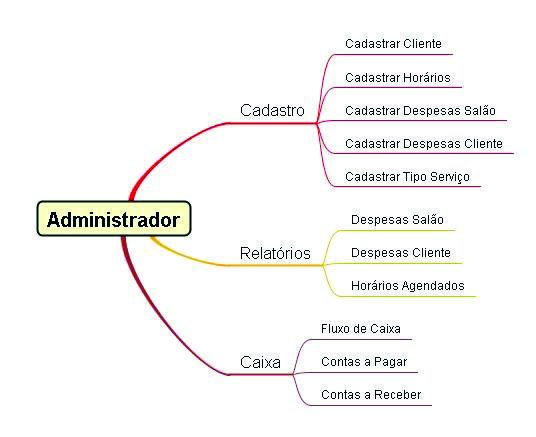 Administrador
Cadastro
Cadastrar Cliente
Cadastrar Horários
Cadastrar Despesas Salão
Cadastrar Despesas Cliente
Cadastrar Tipo Serviço
Relatórios
Despesas Salão
Despesas Cliente
Horários Agendados
Caixa
Fluxo de Caixa
Contas a Pagar
Contas a Receber